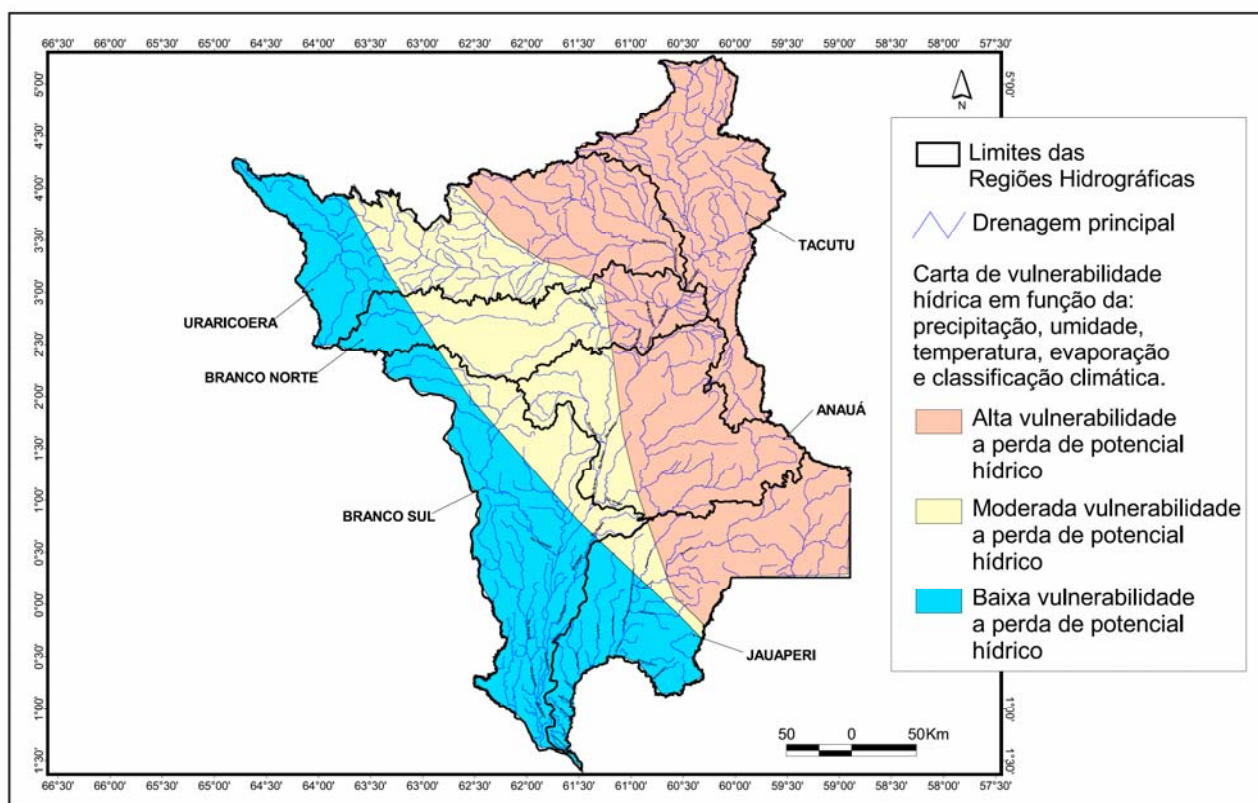 66°30' 66°00' 65°30' 65°00' 64°30' 64°00' 63°30' 63°00' 62°30' 62°00' 61°30' 61°00' 60°30' 60°00' 59°30' 59°00' 58°30' 58°00' 57°30'
5°00'
4°30'
4°00'
3°30'
3°00'
2°30'
2°00'
1°30'
1°00'
0°30'
0°00'
0°30'
1°00'
1°30'
5°00'
1°00'
1°30'
N
TACUTU
URARICOERA
BRANCO NORTE
ANAUÁ
BRANCO SUL
JAUAPERI
50 0 50Km
Limites das
Regiões Hidrográficas
Drenagem principal
Carta de vulnerabilidade
hídrica em função da:
precipitação, umidade,
temperatura, evaporação
e classificação climática.
Alta vulnerabilidade
a perda de potencial
hídrico
Moderada vulnerabilidade
a perda de potencial
hídrico
Baixa vulnerabilidade
a perda de potencial
hídrico
66°30' 66°00' 65°30' 65°00' 64°30' 64°00' 63°30' 63°00' 62°30' 62°00' 61°30' 61°00' 60°30' 60°00' 59°30' 59°00' 58°30' 58°00' 57°30'